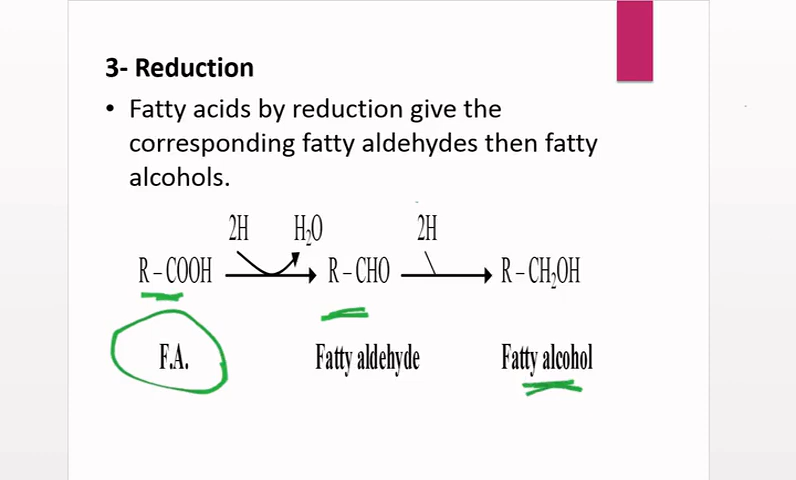 3- Reduction
• Fatty acids by reduction give the
corresponding fatty aldehydes then fatty
alcohols.
2H H₂O 2H
R – COOH R – CHO R – CH₂OH
F.A. Fatty aldehyde Fatty alcohol